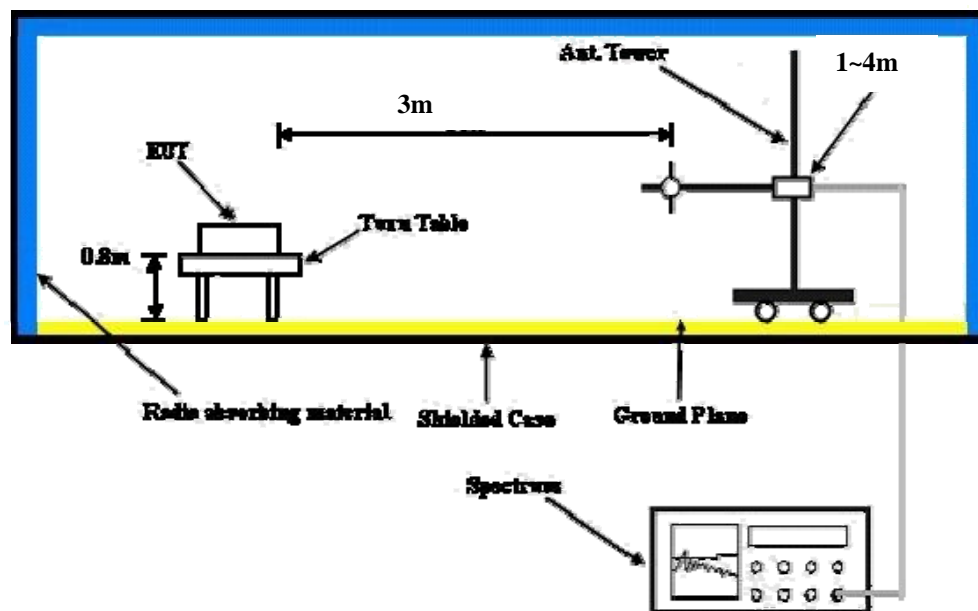 Ant. Tower
1~4m
3m
EUT
Turn Table
0.8m
Radio absorbing material
Shielded Case
Ground Plane
Spectrum